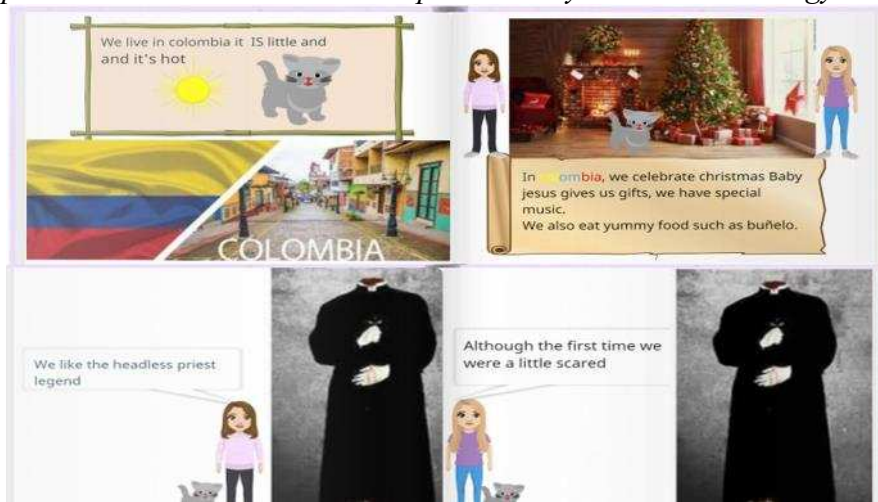 We live in colombia it IS little and
and it's hot
COLOMBIA
In colombia, we celebrate christmas Baby
jesus gives us gifts, we have special
music.
We also eat yummy food such as buñelo.
We like the headless priest
legend
Although the first time we
were a little scared